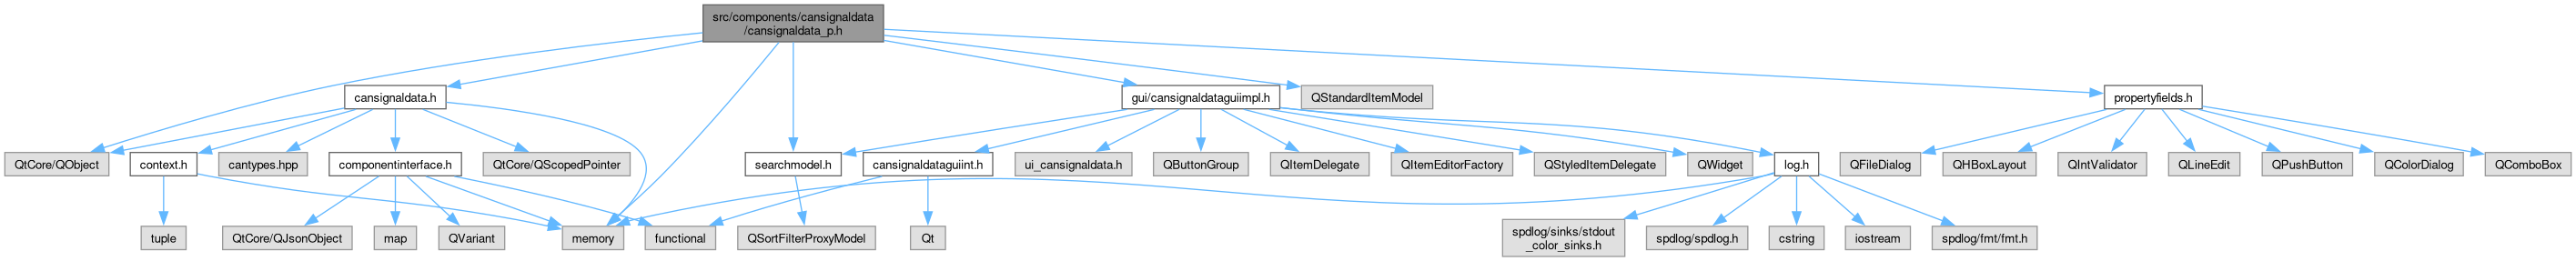 src/components/cansignaldata
/cansignaldata_p.h
cansignaldata.h
gui/cansignaldataguiimpl.h
QStandardItemModel
propertyfields.h
QtCore/QObject
context.h
cantypes.hpp
componentinterface.h
QtCore/QScopedPointer
searchmodel.h
cansignaldataguiint.h
ui_cansignaldata.h
QButtonGroup
QItemDelegate
QItemEditorFactory
QStyledItemDelegate
QWidget
log.h
QFileDialog
QHBoxLayout
QIntValidator
QLineEdit
QPushButton
QColorDialog
QComboBox
tuple
QtCore/QJsonObject
map
QVariant
memory
functional
QSortFilterProxyModel
Qt
spdlog/sinks/stdout
_color_sinks.h
spdlog/spdlog.h
cstring
iostream
spdlog/fmt/fmt.h